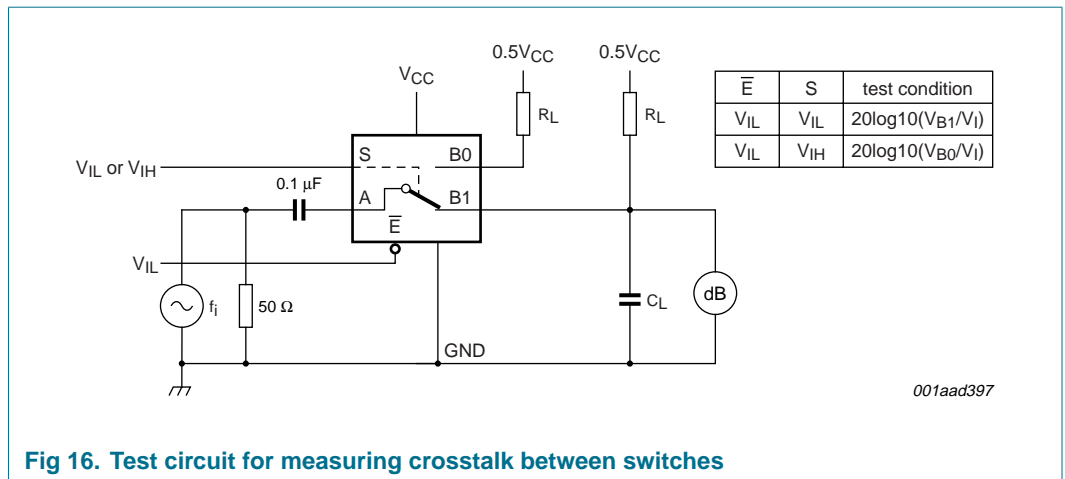 0.5VCC 0.5VCC
VCC
RL RL
E̅ S test condition
VIL VIL 20log10(VB1/VI)
VIL VIH 20log10(VB0/VI)
VIL or VIH
S B0
0.1 μF
A B1
E̅
VIL
fi 50 Ω
CL dB
GND
001aad397
Fig 16. Test circuit for measuring crosstalk between switches